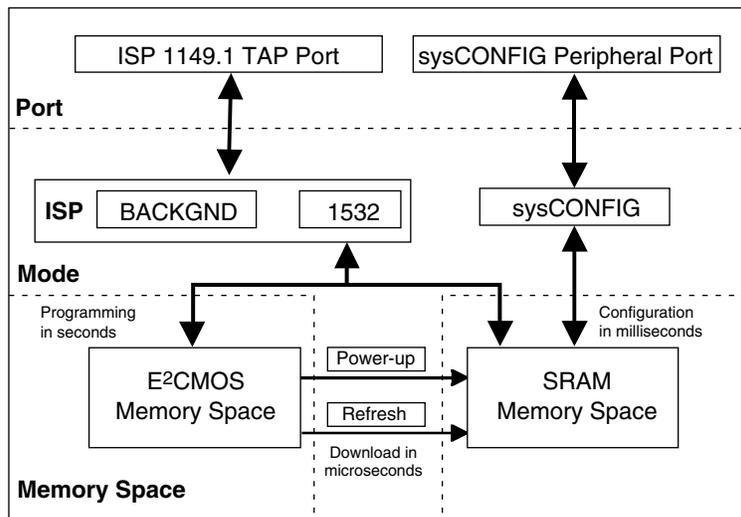 ISP 1149.1 TAP Port
sysCONFIG Peripheral Port
Port
ISP
BACKGND
1532
sysCONFIG
Mode
Programming
in seconds
Configuration
in milliseconds
E²CMOS
Memory Space
Power-up
Refresh
Download in
microseconds
SRAM
Memory Space
Memory Space